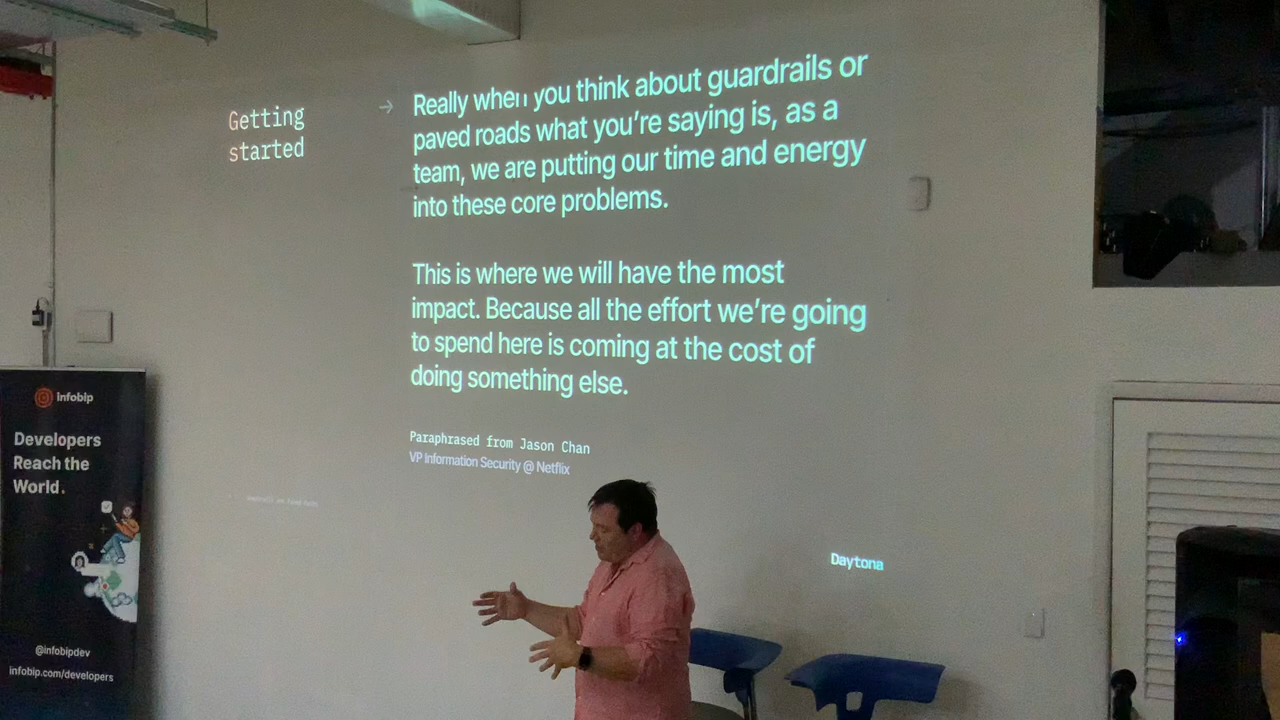 Getting
started
→ Really when you think about guardrails or
paved roads what you're saying is, as a
team, we are putting our time and energy
into these core problems.
This is where we will have the most
impact. Because all the effort we're going
to spend here is coming at the cost of
doing something else.
Paraphrased from Jason Chan
VP Information Security @ Netflix
Daytona
infobip
Developers
Reach the
World.
@infobipdev
infobip.com/developers